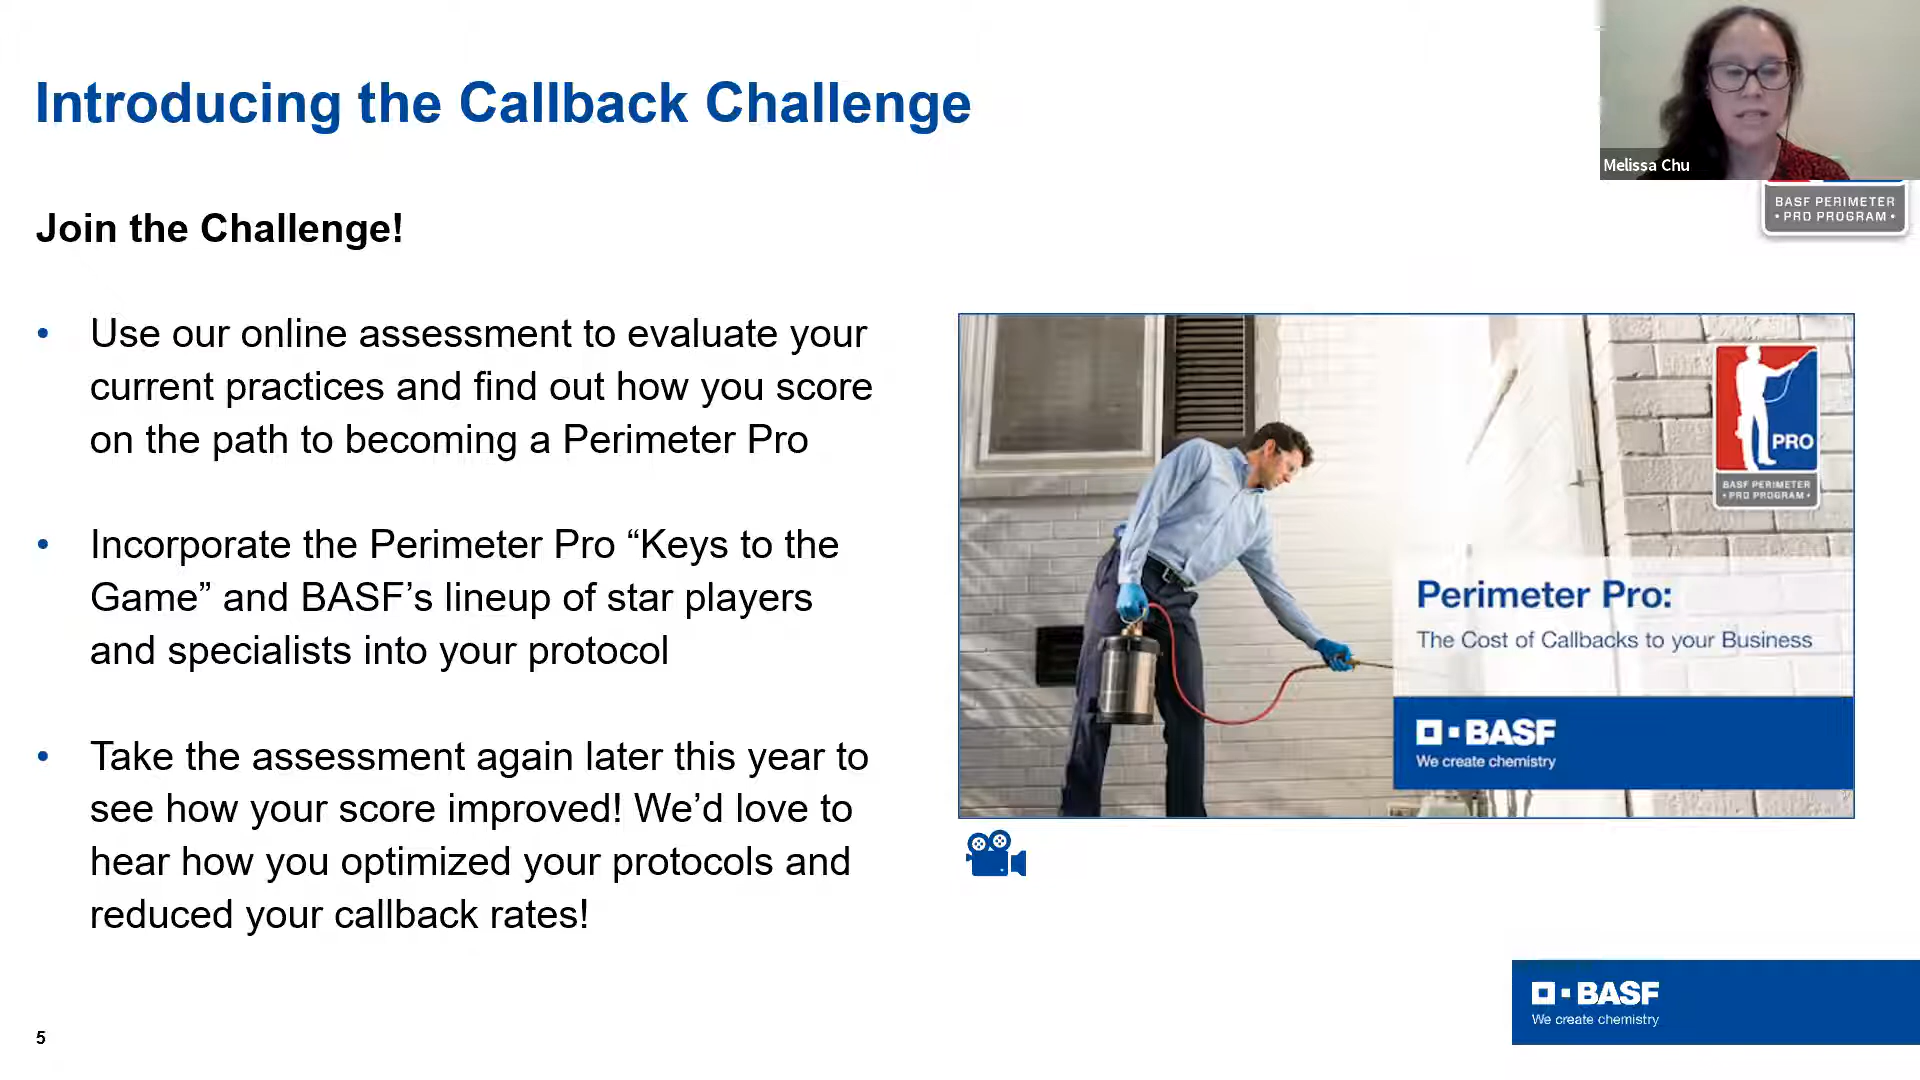 Introducing the Callback Challenge
Melissa Chu
BASF PERIMETER
• PRO PROGRAM •
Join the Challenge!
• Use our online assessment to evaluate your
current practices and find out how you score
on the path to becoming a Perimeter Pro
• Incorporate the Perimeter Pro “Keys to the
Game” and BASF’s lineup of star players
and specialists into your protocol
• Take the assessment again later this year to
see how your score improved! We’d love to
hear how you optimized your protocols and
reduced your callback rates!
PRO
BASF PERIMETER
• PRO PROGRAM •
Perimeter Pro:
The Cost of Callbacks to your Business
BASF
We create chemistry
BASF
We create chemistry
5